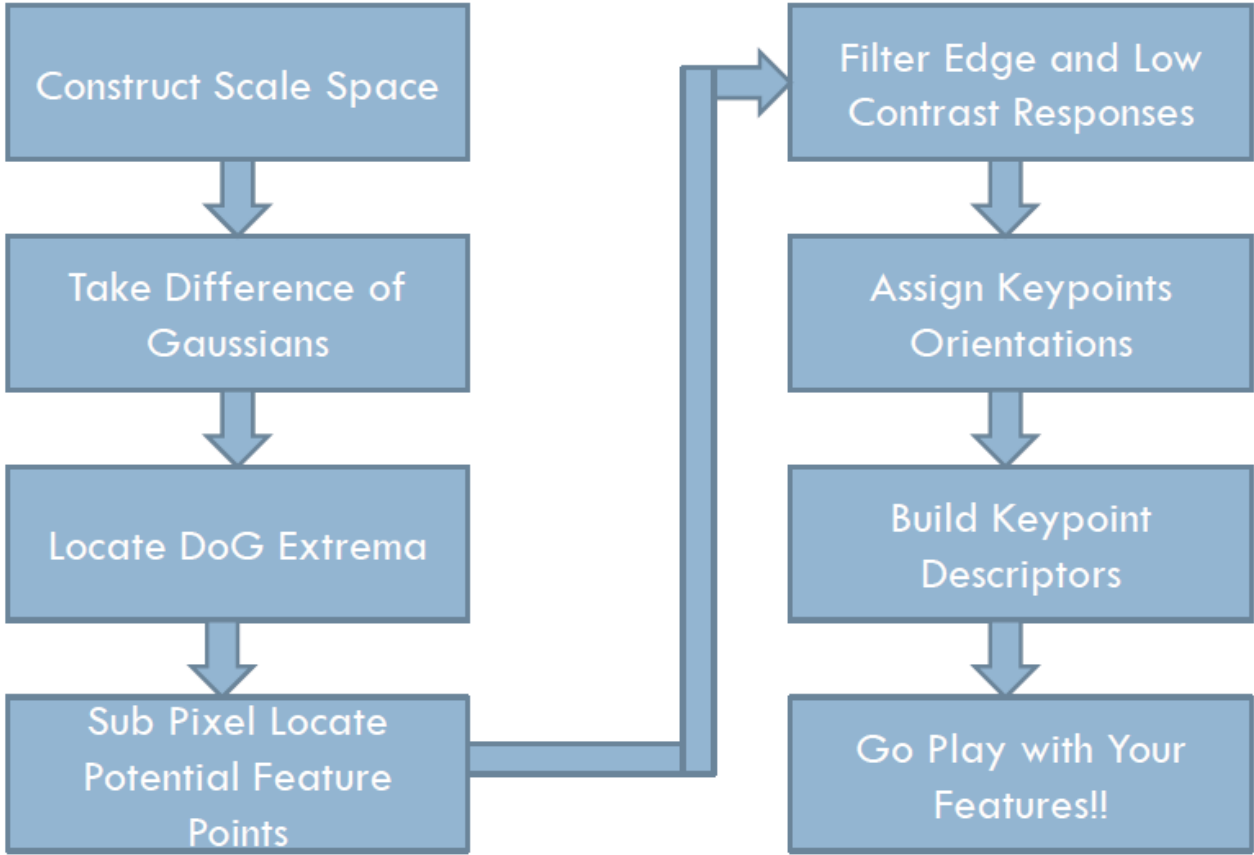 Construct Scale Space
Take Difference of
Gaussians
Locate DoG Extrema
Sub Pixel Locate
Potential Feature
Points
Filter Edge and Low
Contrast Responses
Assign Keypoints
Orientations
Build Keypoint
Descriptors
Go Play with Your
Features!!